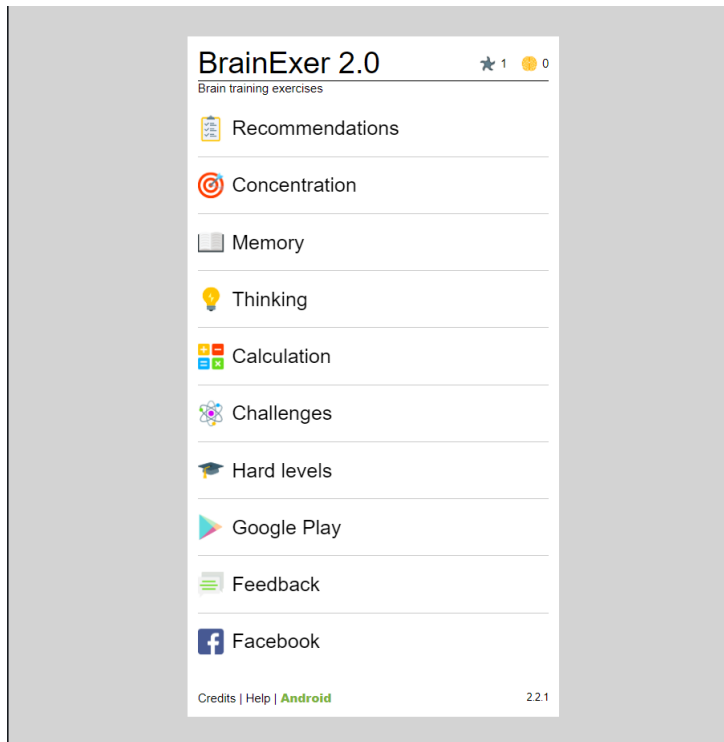 BrainExer 2.0 1 0
Brain training exercises
Recommendations
Concentration
Memory
Thinking
Calculation
Challenges
Hard levels
Google Play
Feedback
Facebook
Credits | Help | Android 2.2.1